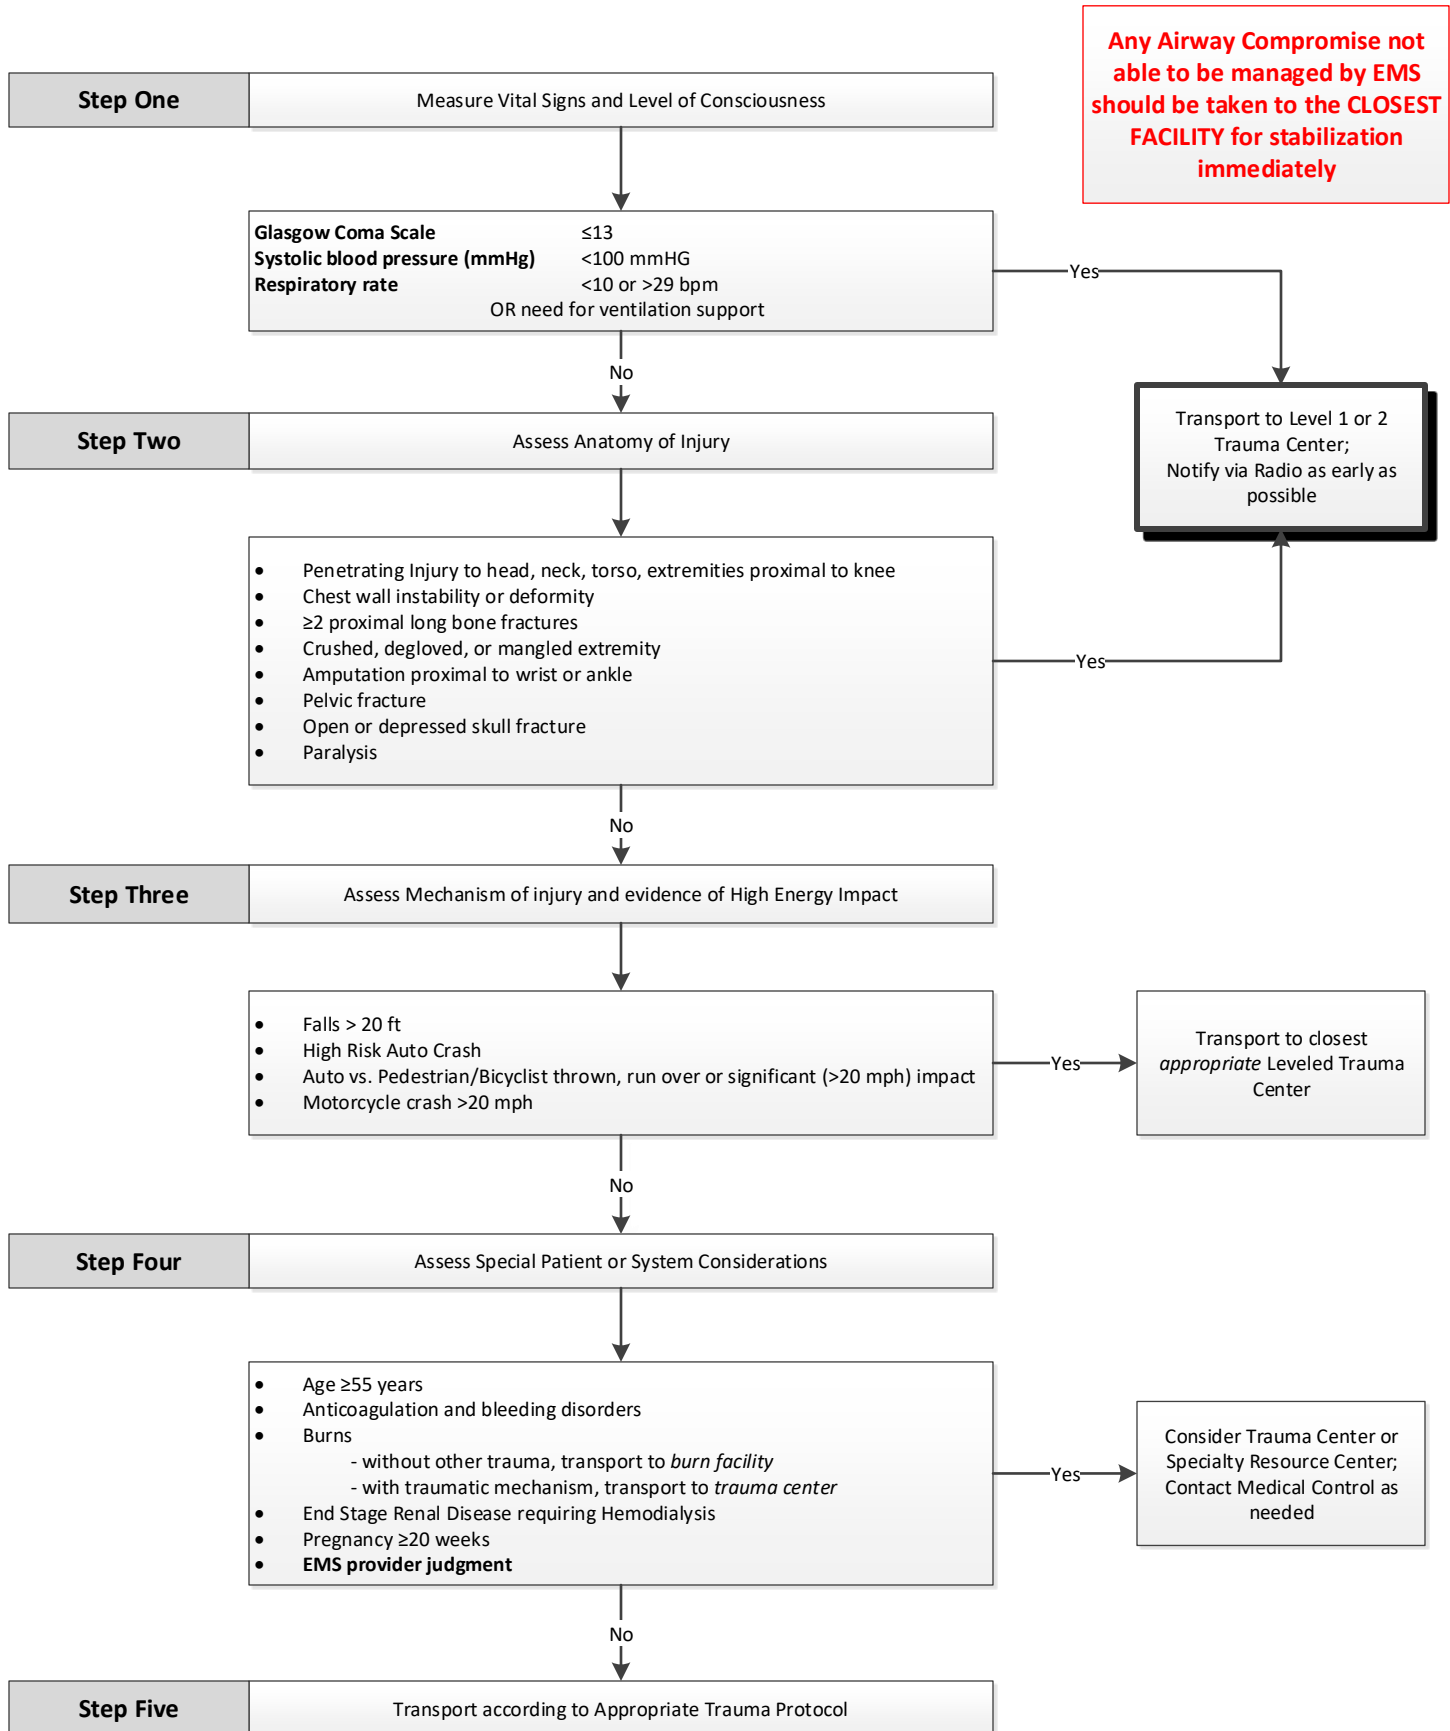 Any Airway Compromise not
able to be managed by EMS
should be taken to the CLOSEST
FACILITY for stabilization
immediately
Step One
Measure Vital Signs and Level of Consciousness
Glasgow Coma Scale ≤13
Systolic blood pressure (mmHg) <100 mmHG
Respiratory rate <10 or >29 bpm
OR need for ventilation support
Yes
No
Transport to Level 1 or 2
Trauma Center;
Notify via Radio as early as
possible
Step Two
Assess Anatomy of Injury
• Penetrating Injury to head, neck, torso, extremities proximal to knee
• Chest wall instability or deformity
• ≥2 proximal long bone fractures
• Crushed, degloved, or mangled extremity
• Amputation proximal to wrist or ankle
• Pelvic fracture
• Open or depressed skull fracture
• Paralysis
Yes
No
Step Three
Assess Mechanism of injury and evidence of High Energy Impact
• Falls > 20 ft
• High Risk Auto Crash
• Auto vs. Pedestrian/Bicyclist thrown, run over or significant (>20 mph) impact
• Motorcycle crash >20 mph
Yes
Transport to closest
appropriate Leveled Trauma
Center
No
Step Four
Assess Special Patient or System Considerations
• Age ≥55 years
• Anticoagulation and bleeding disorders
• Burns
- without other trauma, transport to burn facility
- with traumatic mechanism, transport to trauma center
• End Stage Renal Disease requiring Hemodialysis
• Pregnancy ≥20 weeks
• EMS provider judgment
Yes
Consider Trauma Center or
Specialty Resource Center;
Contact Medical Control as
needed
No
Step Five
Transport according to Appropriate Trauma Protocol